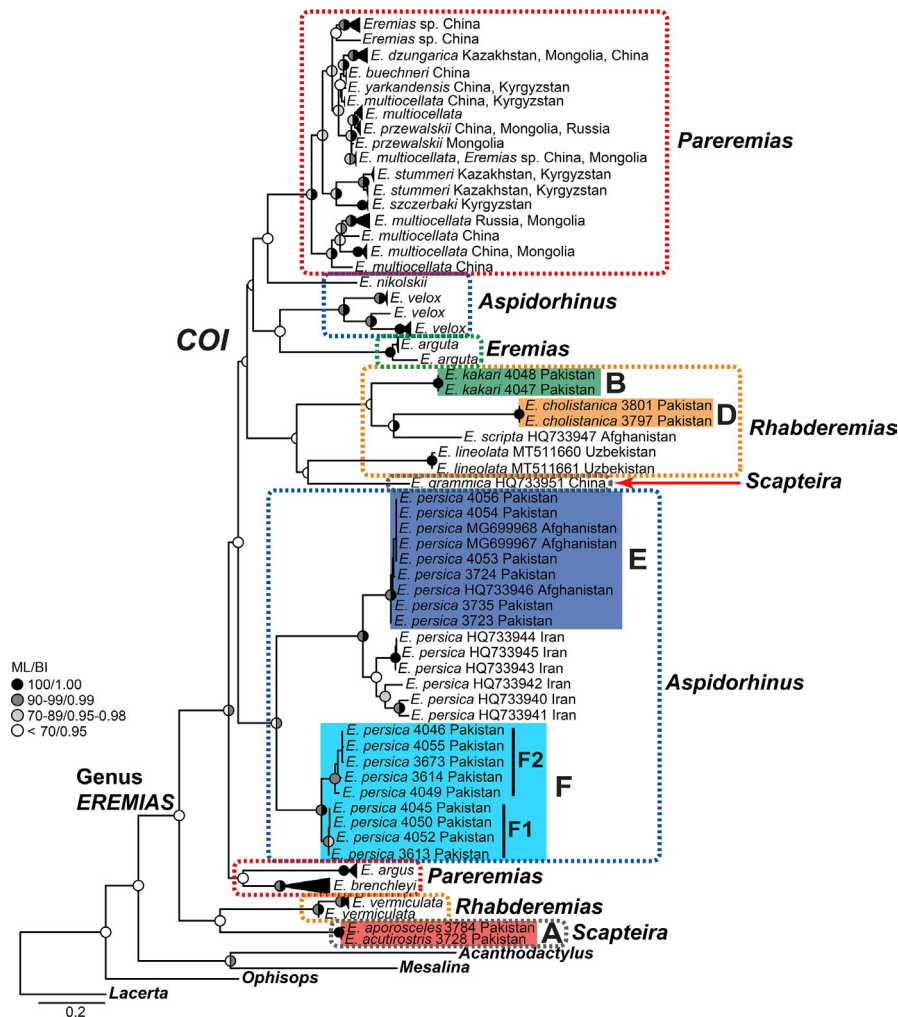 Eremias sp. China
Eremias sp. China
E. dzungarica Kazakhstan, Mongolia, China
E. buechneri China
E. yarkandensis China, Kyrgyzstan
E. multiocellata China, Kyrgyzstan
E. multiocellata
E. przewalskii China, Mongolia, Russia
E. przewalskii Mongolia
E. multiocellata, Eremias sp. China, Mongolia
E. stummeri Kazakhstan, Kyrgyzstan
E. stummeri Kazakhstan, Kyrgyzstan
E. szczerbaki Kyrgyzstan
E. multiocellata Russia, Mongolia
E. multiocellata China
E. multiocellata China, Mongolia
E. multiocellata China
Pareremias
E. nikolskii
E. velox
E. velox
E. velox
Aspidorhinus
COI
E. arguta
E. arguta
Eremias
E. kakari 4048 Pakistan
E. kakari 4047 Pakistan
B
E. cholistanica 3801 Pakistan
E. cholistanica 3797 Pakistan
D
E. scripta HQ733947 Afghanistan
E. lineolata MT511660 Uzbekistan
E. lineolata MT511661 Uzbekistan
Rhabderemias
E. grammica HQ733951 China
Scapteira
E. persica 4056 Pakistan
E. persica 4054 Pakistan
E. persica MG699968 Afghanistan
E. persica MG699967 Afghanistan
E. persica 4053 Pakistan
E. persica 3724 Pakistan
E. persica HQ733946 Afghanistan
E. persica 3735 Pakistan
E. persica 3723 Pakistan
E
E. persica HQ733944 Iran
E. persica HQ733945 Iran
E. persica HQ733943 Iran
E. persica HQ733942 Iran
E. persica HQ733940 Iran
E. persica HQ733941 Iran
Aspidorhinus
ML/BI
100/1.00
90-99/0.99
70-89/0.95-0.98
< 70/0.95
E. persica 4046 Pakistan
E. persica 4055 Pakistan
E. persica 3673 Pakistan
E. persica 3614 Pakistan
E. persica 4049 Pakistan
F2
F
E. persica 4045 Pakistan
E. persica 4050 Pakistan
E. persica 4052 Pakistan
E. persica 3613 Pakistan
F1
Genus
EREMIAS
E. argus
E. brenchleyi
Pareremias
E. vermiculata
E. vermiculata
Rhabderemias
E. aporosceles 3784 Pakistan
E. acutirostris 3728 Pakistan
A
Scapteira
Acanthodactylus
Mesalina
Ophisops
Lacerta
0.2